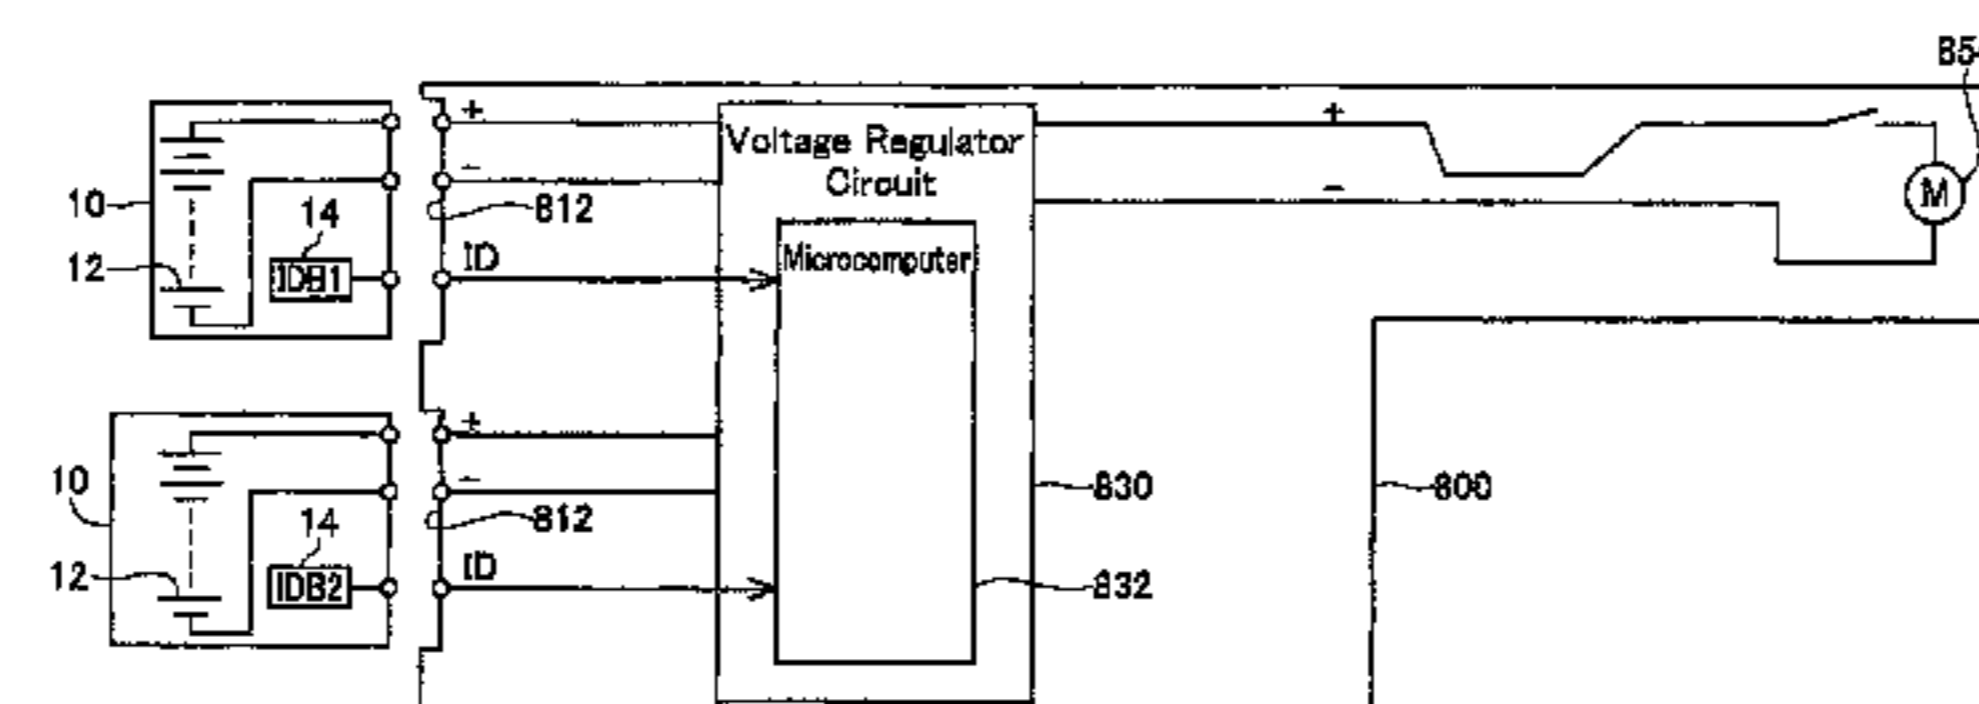 85
+
+
Voltage Regulator
Circuit
-
-
10
14
812
M
12
IDB1
ID
Microcomputer
+
10
-
830
800
14
812
12
IDB2
ID
832